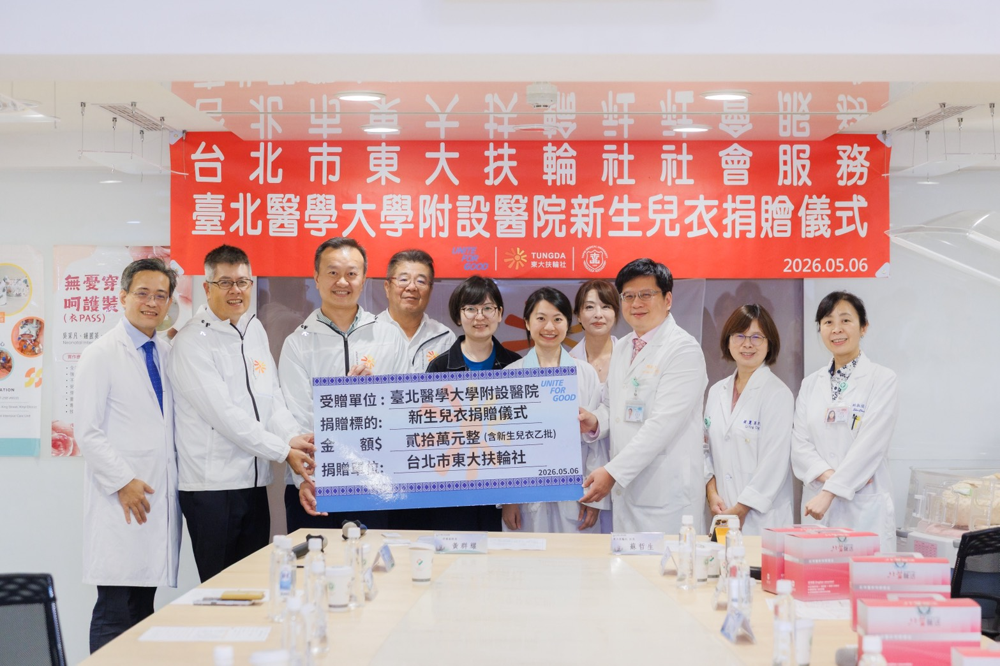 台北市東大扶輪社社會服務
臺北醫學大學附設醫院新生兒衣捐贈儀式
UNITE
FOR
GOOD
TUNGDA
東大扶輪社
2026.05.06
無憂穿
呵護裝
(衣PASS)
受贈單位：臺北醫學大學附設醫院
UNITE
FOR
GOOD
捐贈標的：新生兒衣捐贈儀式
金 額$ 貳拾萬元整(含新生兒衣乙批)
捐贈單位：台北市東大扶輪社
2026.05.06
黃群耀
蘇哲生